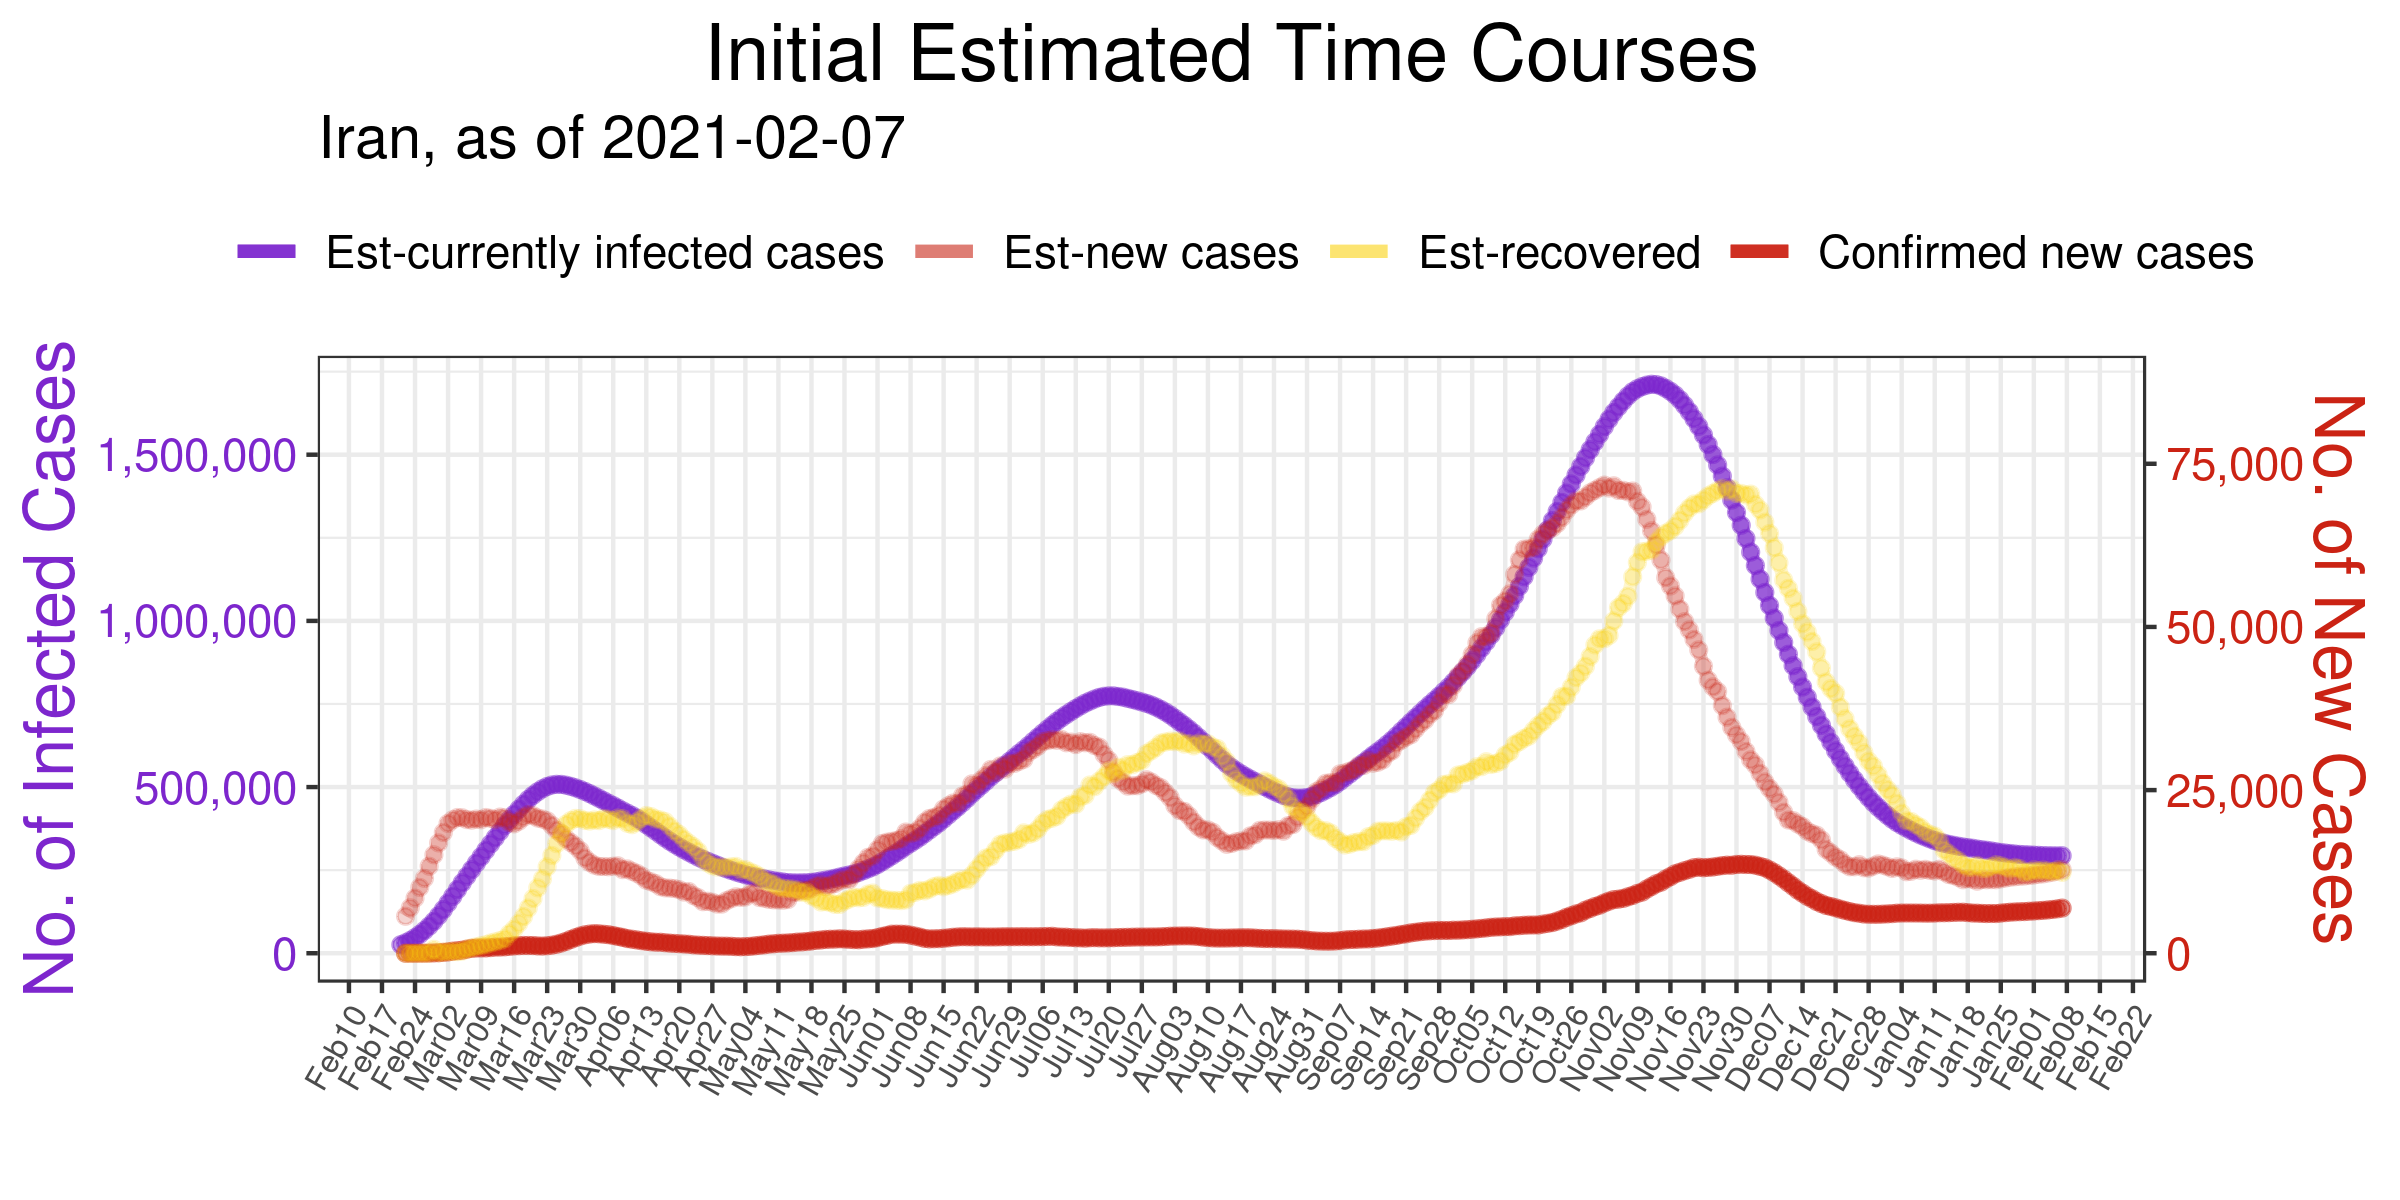 Initial Estimated Time Courses
Iran, as of 2021-02-07
Est-currently infected cases
Est-new cases
Est-recovered
Confirmed new cases
No. of Infected Cases
1,500,000
1,000,000
500,000
0
75,000
50,000
25,000
0
No. of New Cases
Feb10
Feb17
Feb24
Mar02
Mar09
Mar16
Mar23
Mar30
Apr06
Apr13
Apr20
Apr27
May04
May11
May18
May25
Jun01
Jun08
Jun15
Jun22
Jun29
Jul06
Jul13
Jul20
Jul27
Aug03
Aug10
Aug17
Aug24
Aug31
Sep07
Sep14
Sep21
Sep28
Oct05
Oct12
Oct19
Oct26
Nov02
Nov09
Nov16
Nov23
Nov30
Dec07
Dec14
Dec21
Dec28
Dec04
Jan11
Jan18
Jan25
Feb01
Feb08
Feb15
Feb22